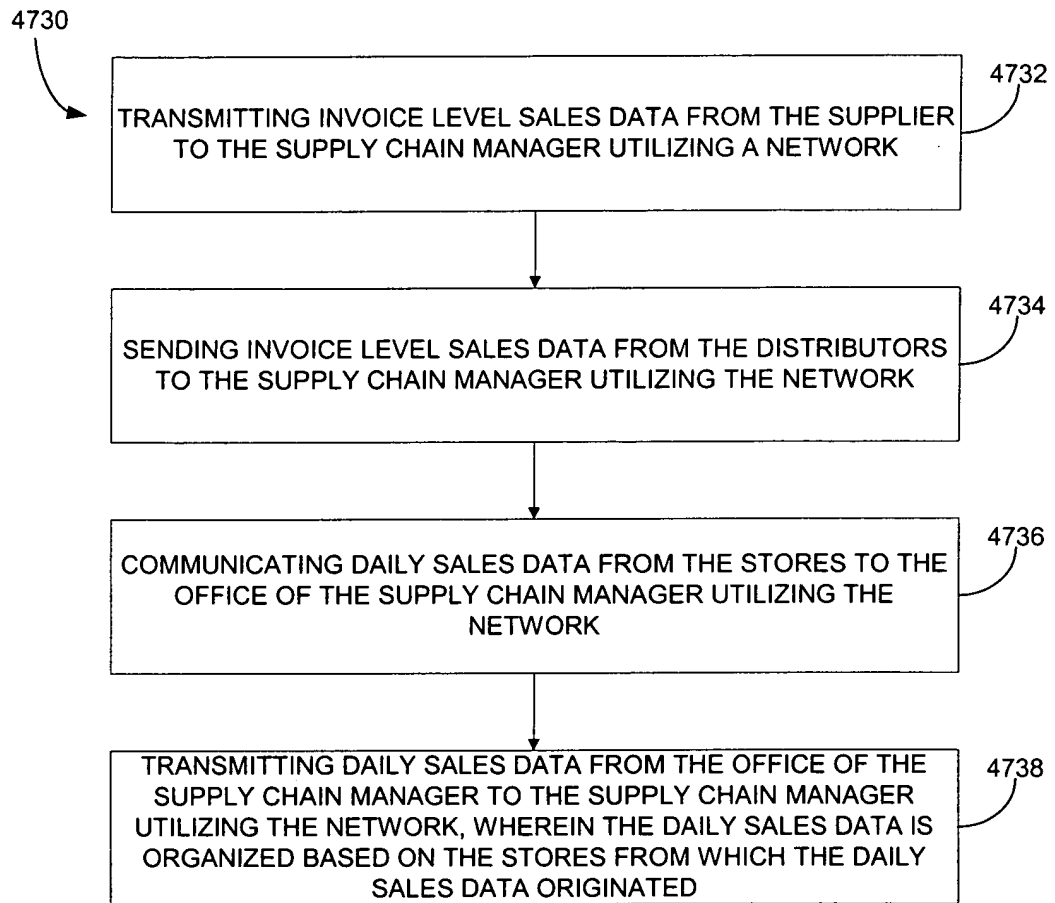 4730
4732
TRANSMITTING INVOICE LEVEL SALES DATA FROM THE SUPPLIER
TO THE SUPPLY CHAIN MANAGER UTILIZING A NETWORK
4734
SENDING INVOICE LEVEL SALES DATA FROM THE DISTRIBUTORS
TO THE SUPPLY CHAIN MANAGER UTILIZING THE NETWORK
4736
COMMUNICATING DAILY SALES DATA FROM THE STORES TO THE
OFFICE OF THE SUPPLY CHAIN MANAGER UTILIZING THE
NETWORK
4738
TRANSMITTING DAILY SALES DATA FROM THE OFFICE OF THE
SUPPLY CHAIN MANAGER TO THE SUPPLY CHAIN MANAGER
UTILIZING THE NETWORK, WHEREIN THE DAILY SALES DATA IS
ORGANIZED BASED ON THE STORES FROM WHICH THE DAILY
SALES DATA ORIGINATED